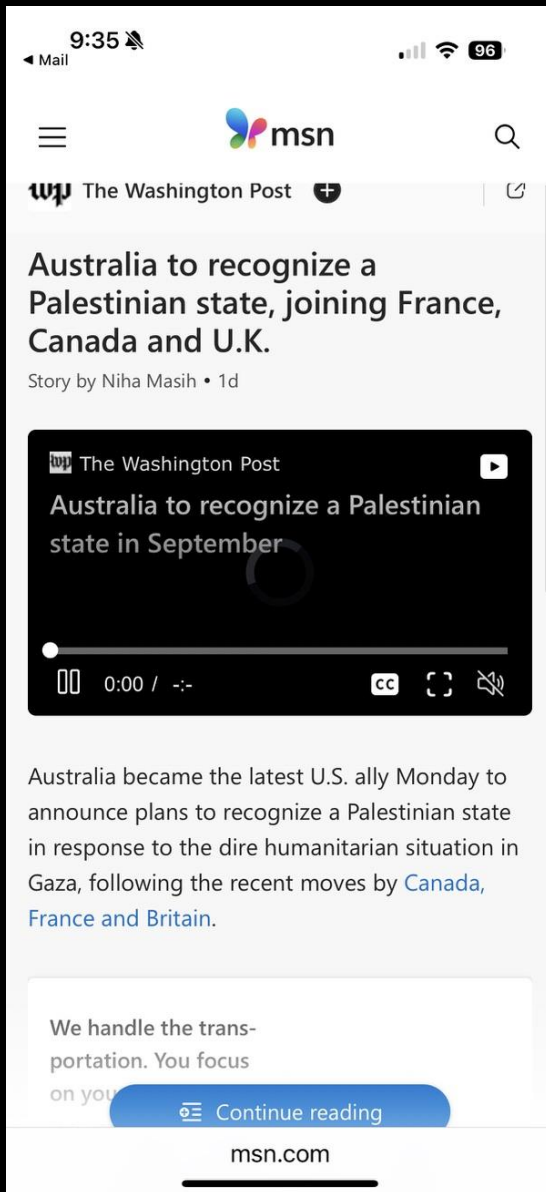 9:35
◀ Mail
96
msn
wp The Washington Post
Australia to recognize a
Palestinian state, joining France,
Canada and U.K.
Story by Niha Masih • 1d
wp The Washington Post
Australia to recognize a Palestinian
state in September
0:00 / -:-
CC
Australia became the latest U.S. ally Monday to
announce plans to recognize a Palestinian state
in response to the dire humanitarian situation in
Gaza, following the recent moves by Canada,
France and Britain.
We handle the trans-
portation. You focus
on you
Continue reading
msn.com